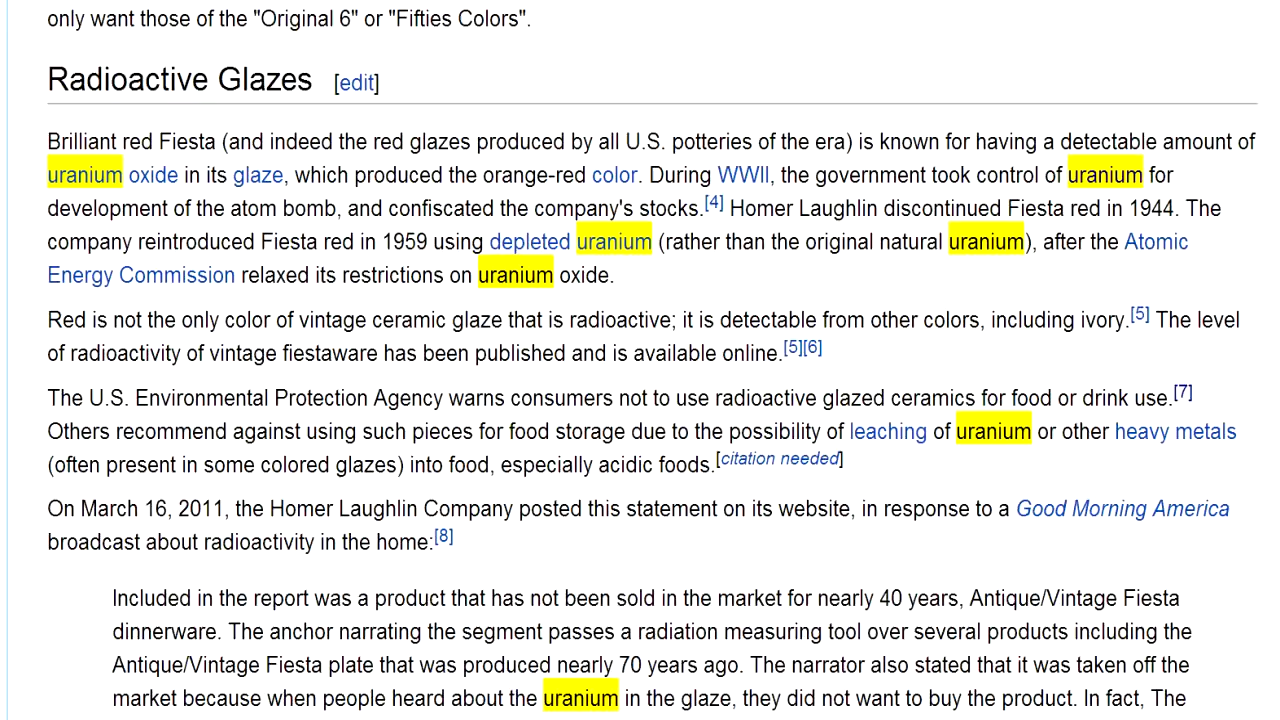 only want those of the "Original 6" or "Fifties Colors".
Radioactive Glazes [edit]
Brilliant red Fiesta (and indeed the red glazes produced by all U.S. potteries of the era) is known for having a detectable amount of
uranium oxide in its glaze, which produced the orange-red color. During WWII, the government took control of uranium for
development of the atom bomb, and confiscated the company's stocks.[4] Homer Laughlin discontinued Fiesta red in 1944. The
company reintroduced Fiesta red in 1959 using depleted uranium (rather than the original natural uranium), after the Atomic
Energy Commission relaxed its restrictions on uranium oxide.
Red is not the only color of vintage ceramic glaze that is radioactive; it is detectable from other colors, including ivory.[5] The level
of radioactivity of vintage fiestaware has been published and is available online.[5][6]
The U.S. Environmental Protection Agency warns consumers not to use radioactive glazed ceramics for food or drink use.[7]
Others recommend against using such pieces for food storage due to the possibility of leaching of uranium or other heavy metals
(often present in some colored glazes) into food, especially acidic foods.[citation needed]
On March 16, 2011, the Homer Laughlin Company posted this statement on its website, in response to a Good Morning America
broadcast about radioactivity in the home:[8]
Included in the report was a product that has not been sold in the market for nearly 40 years, Antique/Vintage Fiesta
dinnerware. The anchor narrating the segment passes a radiation measuring tool over several products including the
Antique/Vintage Fiesta plate that was produced nearly 70 years ago. The narrator also stated that it was taken off the
market because when people heard about the uranium in the glaze, they did not want to buy the product. In fact, The